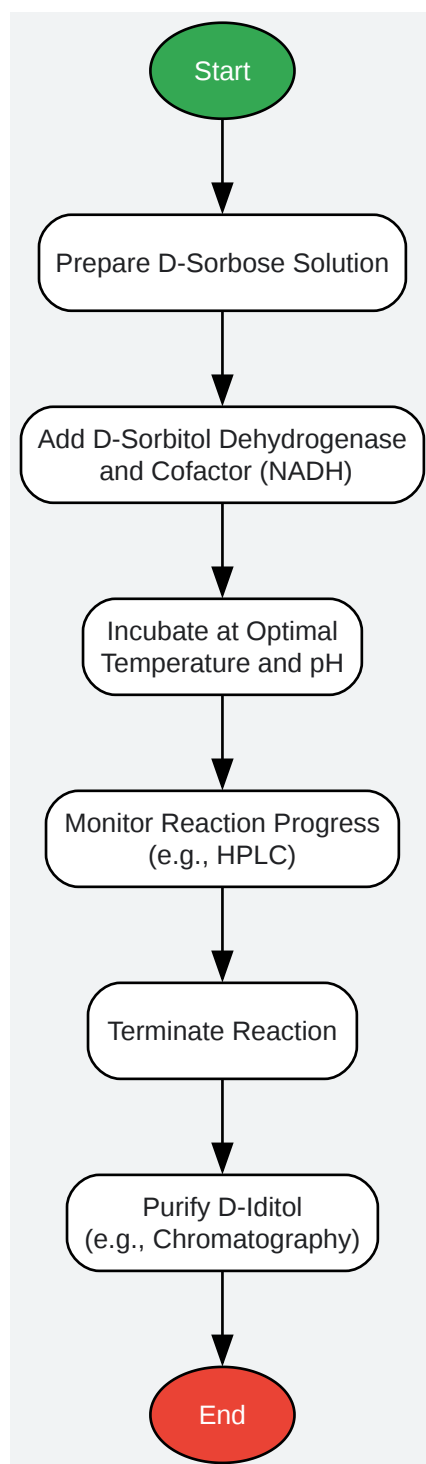 Start
Prepare D-Sorbose Solution
Add D-Sorbitol Dehydrogenase
and Cofactor (NADH)
Incubate at Optimal
Temperature and pH
Monitor Reaction Progress
(e.g., HPLC)
Terminate Reaction
Purify D-Iditol
(e.g., Chromatography)
End